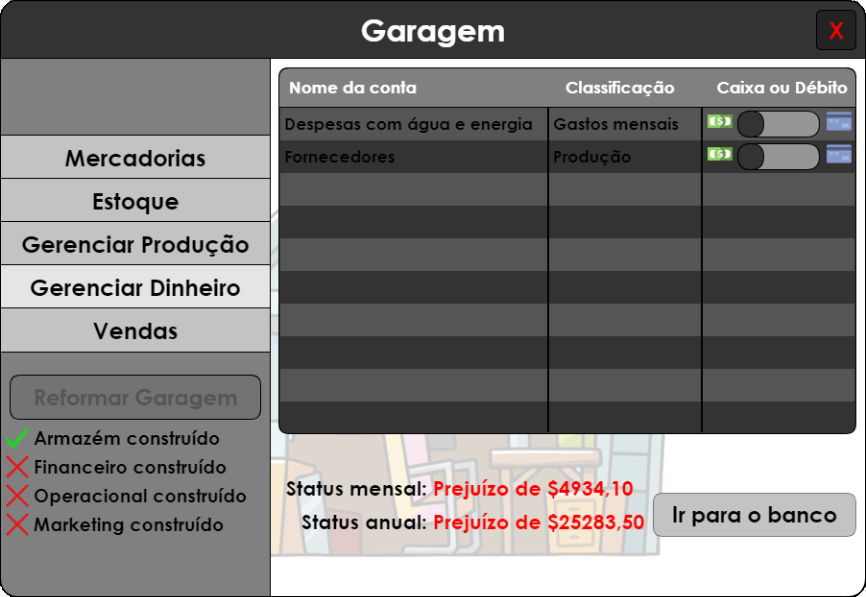 Garagem
X
Mercadorias
Estoque
Gerenciar Produção
Gerenciar Dinheiro
Vendas
Reformar Garagem
Armazém construído
Financeiro construído
Operacional construído
Marketing construído
Nome da conta Classificação Caixa ou Débito
Despesas com água e energia Gastos mensais
Fornecedores Produção
Status mensal: Prejuízo de $4934,10
Status anual: Prejuízo de $25283,50
Ir para o banco